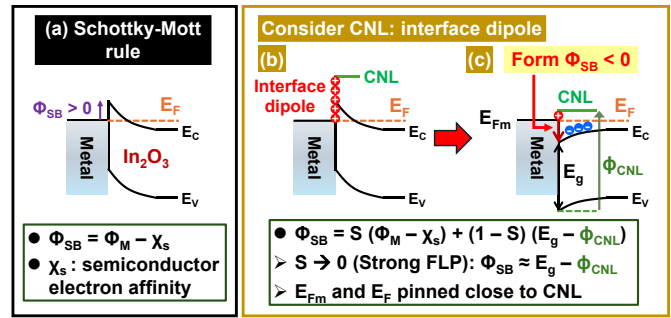 (a) Schottky-Mott
rule
Φ_SB > 0
E_F
E_C
Metal
In₂O₃
E_V
● Φ_SB = Φ_M – χ_s
● χ_s : semiconductor
electron affinity
Consider CNL: interface dipole
(b)
CNL
Interface
dipole
E_F
E_C
Metal
E_V
(c)
Form Φ_SB < 0
CNL
E_F
E_Fm
E_C
Metal
E_g
ϕ_CNL
E_V
● Φ_SB = S (Φ_M – χ_s) + (1 – S) (E_g – ϕ_CNL)
➢ S → 0 (Strong FLP): Φ_SB ≈ E_g – ϕ_CNL
➢ E_Fm and E_F pinned close to CNL